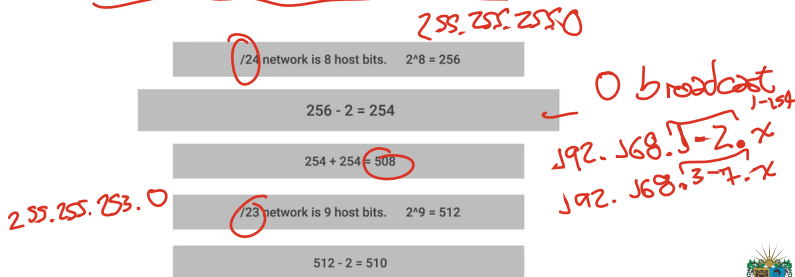 255.255.255.0
/24 network is 8 host bits. 2^8 = 256
256 - 2 = 254
0 broadcast
1-254
254 + 254 = 508
192.168.1-2.x
192.168.3-7.x
255.255.253.0
/23 network is 9 host bits. 2^9 = 512
512 - 2 = 510